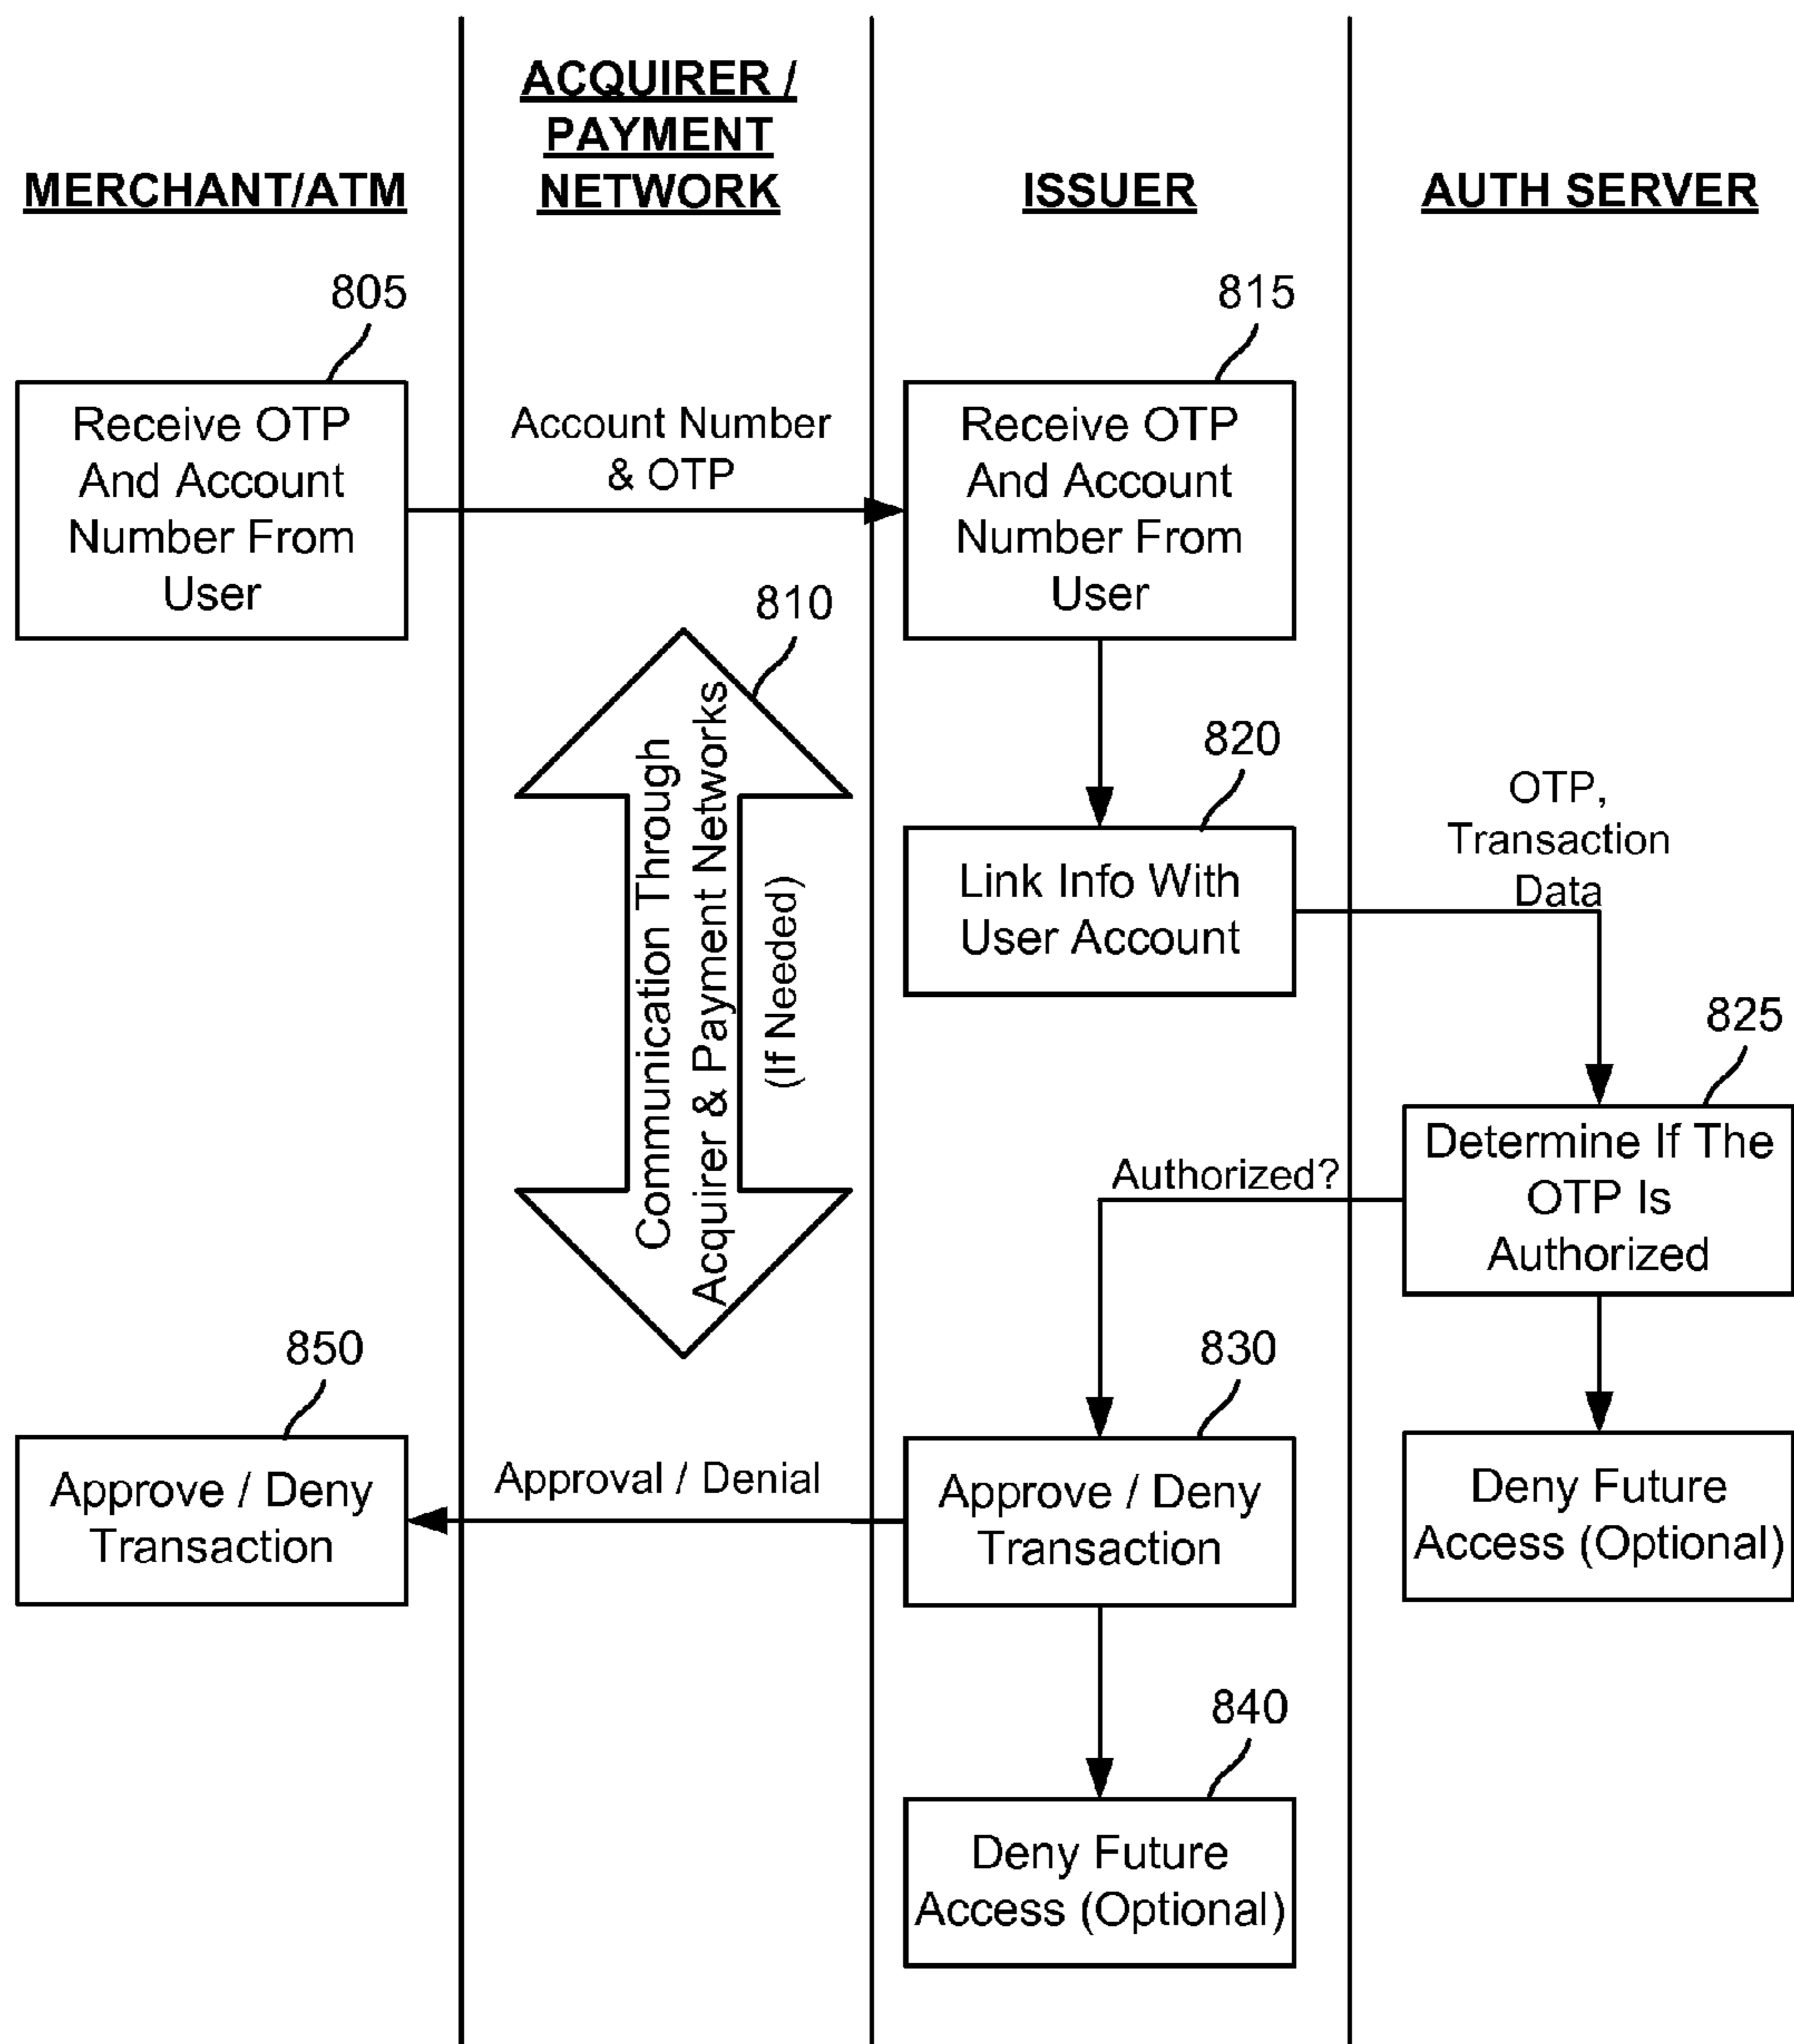 MERCHANT/ATM
ACQUIRER /
PAYMENT
NETWORK
ISSUER
AUTH SERVER
805
Receive OTP
And Account
Number From
User
Account Number
& OTP
815
Receive OTP
And Account
Number From
User
810
Communication Through
Acquirer & Payment Networks
(If Needed)
820
Link Info With
User Account
OTP,
Transaction
Data
825
Determine If The
OTP Is
Authorized
Authorized?
850
Approve / Deny
Transaction
Approval / Denial
830
Approve / Deny
Transaction
Deny Future
Access (Optional)
840
Deny Future
Access (Optional)